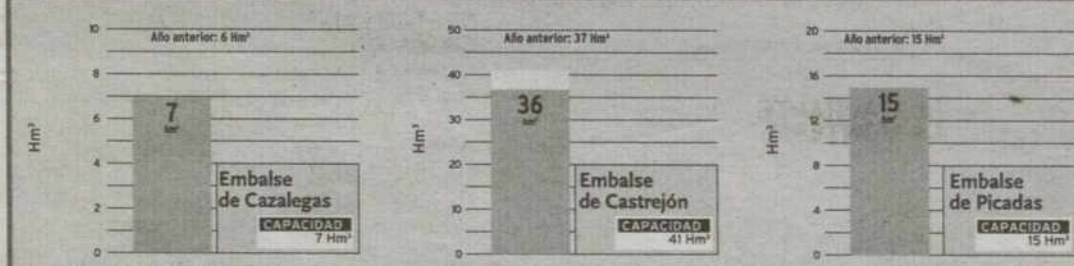 Año anterior: 6 Hm³
10
8
6
4
2
0
Hm³
7
hm³
Embalse
de Cazalegas
CAPACIDAD
7 Hm³
Año anterior: 37 Hm³
50
40
30
20
10
0
Hm³
36
hm³
Embalse
de Castrejón
CAPACIDAD
41 Hm³
Año anterior: 15 Hm³
20
16
12
8
4
0
Hm³
15
hm³
Embalse
de Picadas
CAPACIDAD
15 Hm³